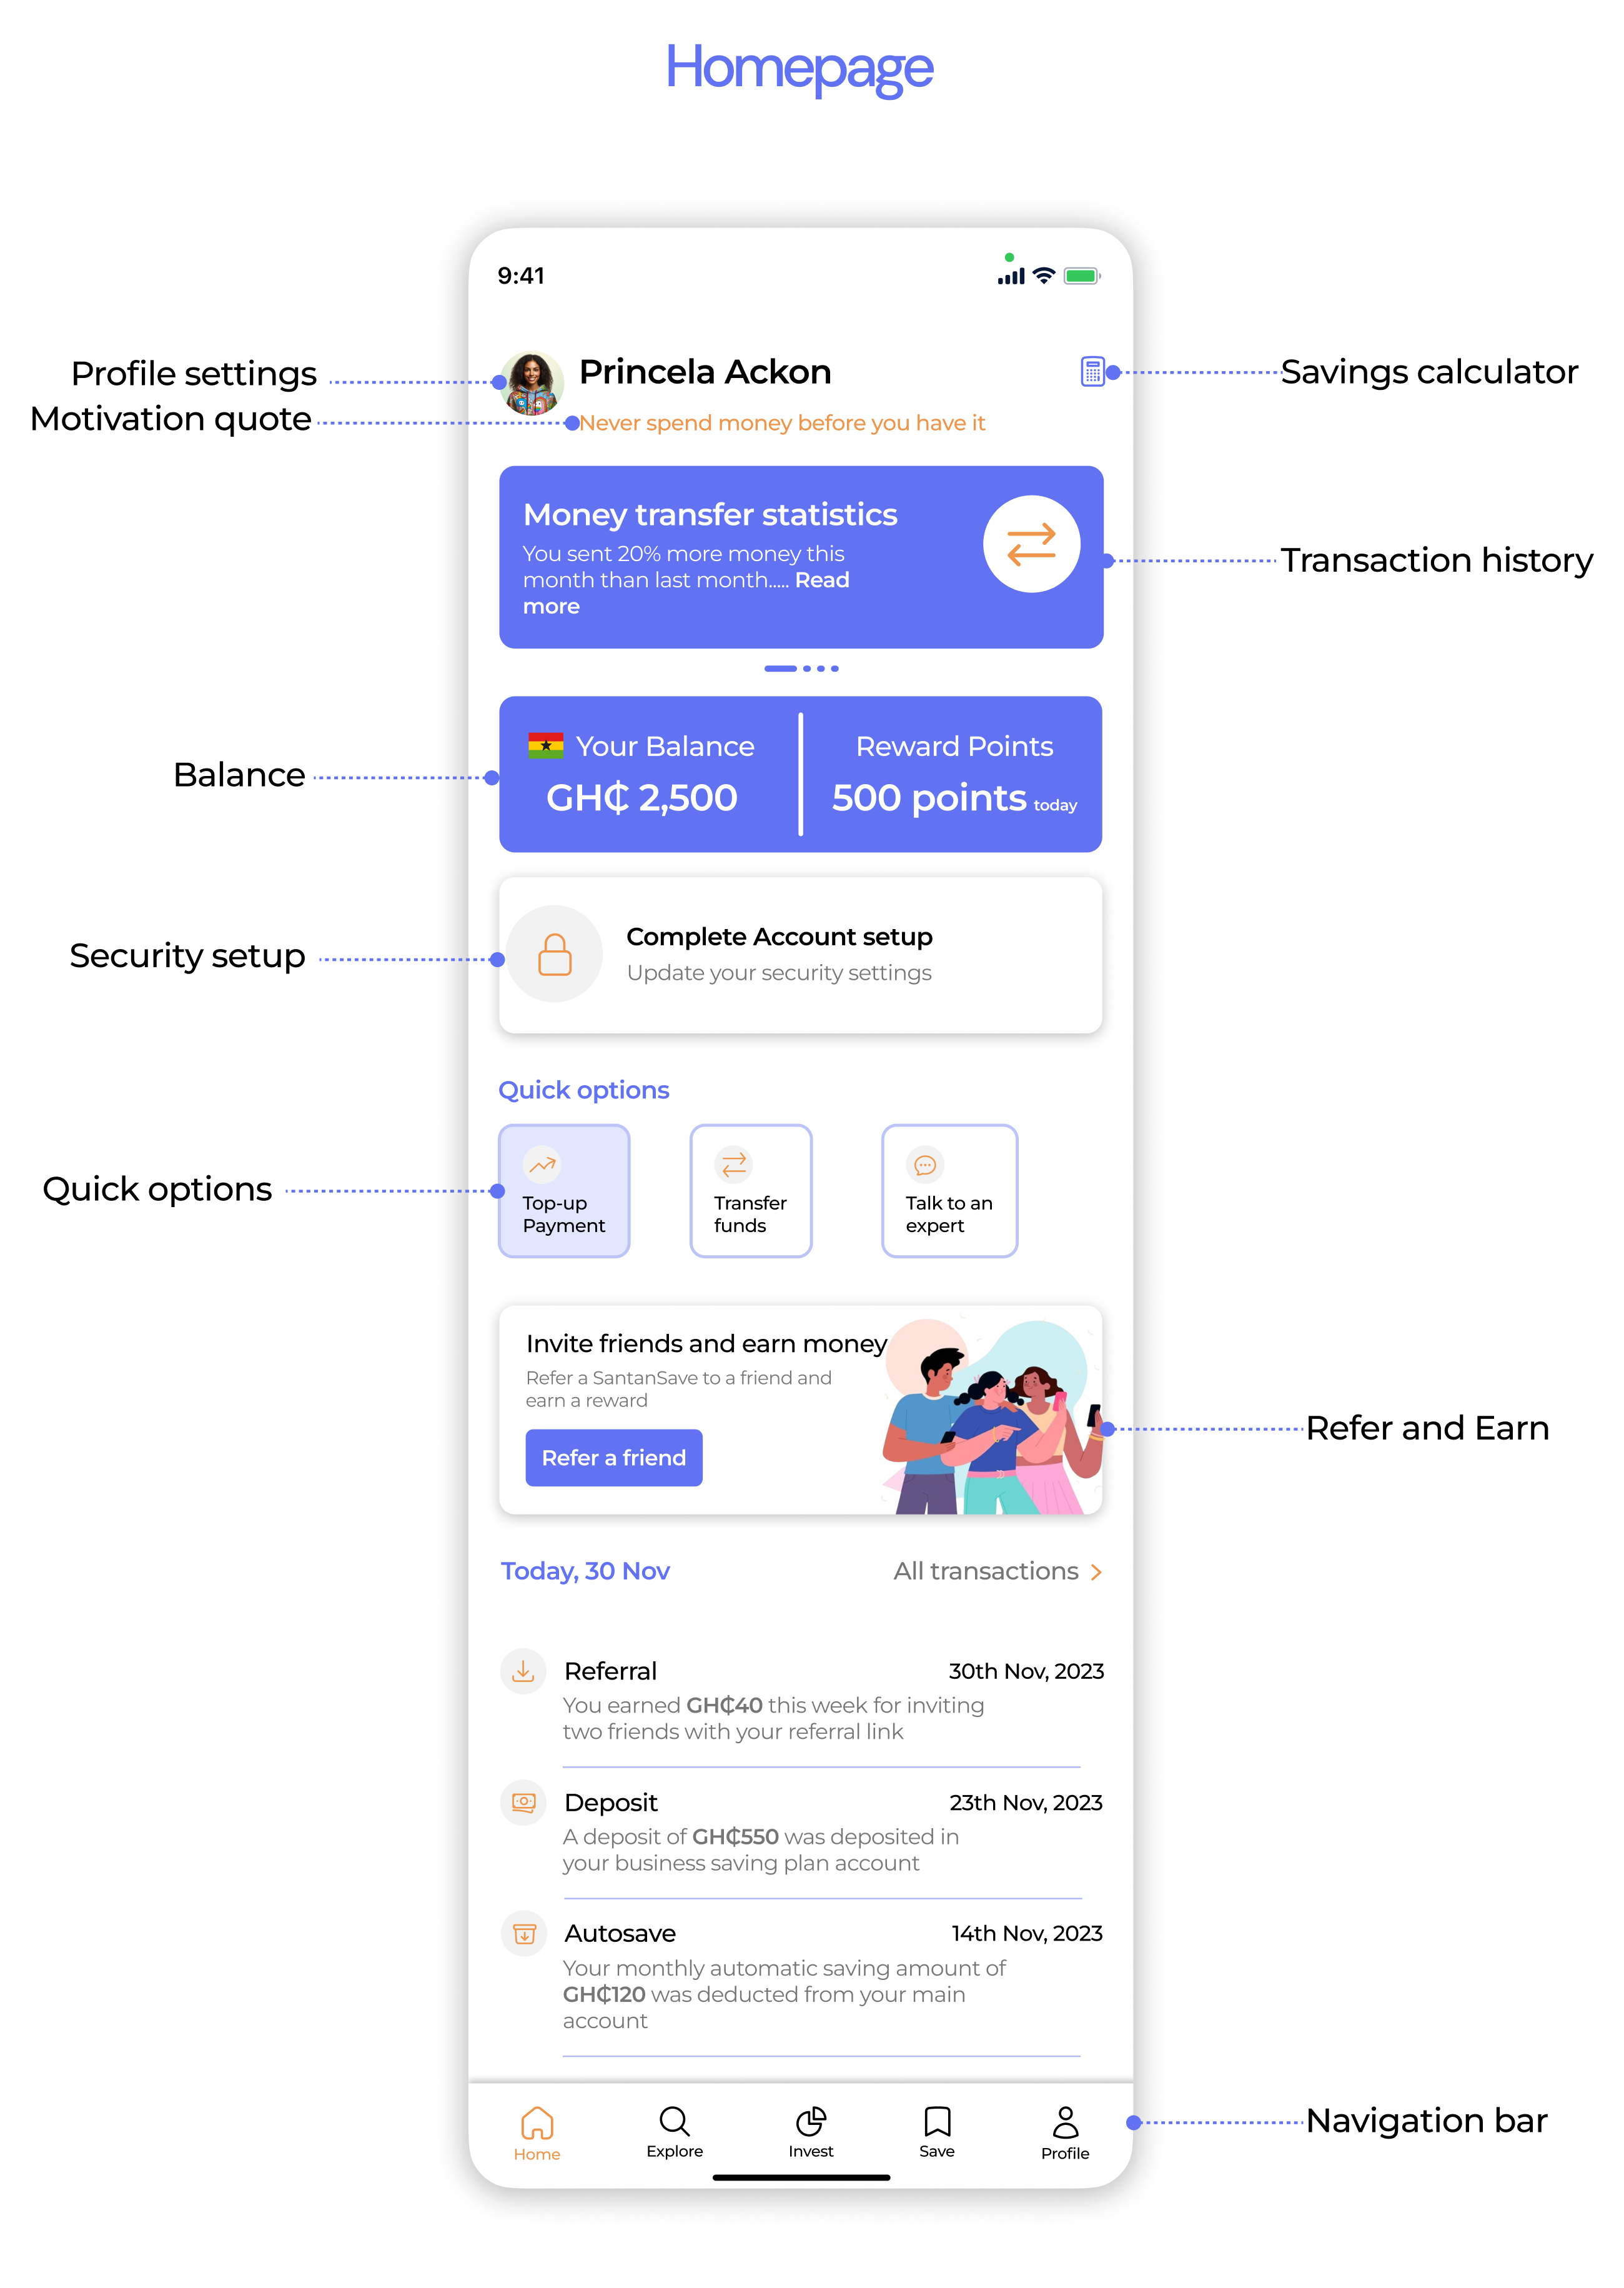 Homepage
9:41
Profile settings
Princela Ackon
Savings calculator
Motivation quote
Never spend money before you have it
Money transfer statistics
You sent 20% more money this
month than last month..... Read
more
Transaction history
Balance
Your Balance
GH₵ 2,500
Reward Points
500 points today
Security setup
Complete Account setup
Update your security settings
Quick options
Quick options
Top-up
Payment
Transfer
funds
Talk to an
expert
Invite friends and earn money
Refer a SantanSave to a friend and
earn a reward
Refer a friend
Refer and Earn
Today, 30 Nov
All transactions
Referral
30th Nov, 2023
You earned GH₵40 this week for inviting
two friends with your referral link
Deposit
23th Nov, 2023
A deposit of GH₵550 was deposited in
your business saving plan account
Autosave
14th Nov, 2023
Your monthly automatic saving amount of
GH₵120 was deducted from your main
account
Home
Explore
Invest
Save
Profile
Navigation bar